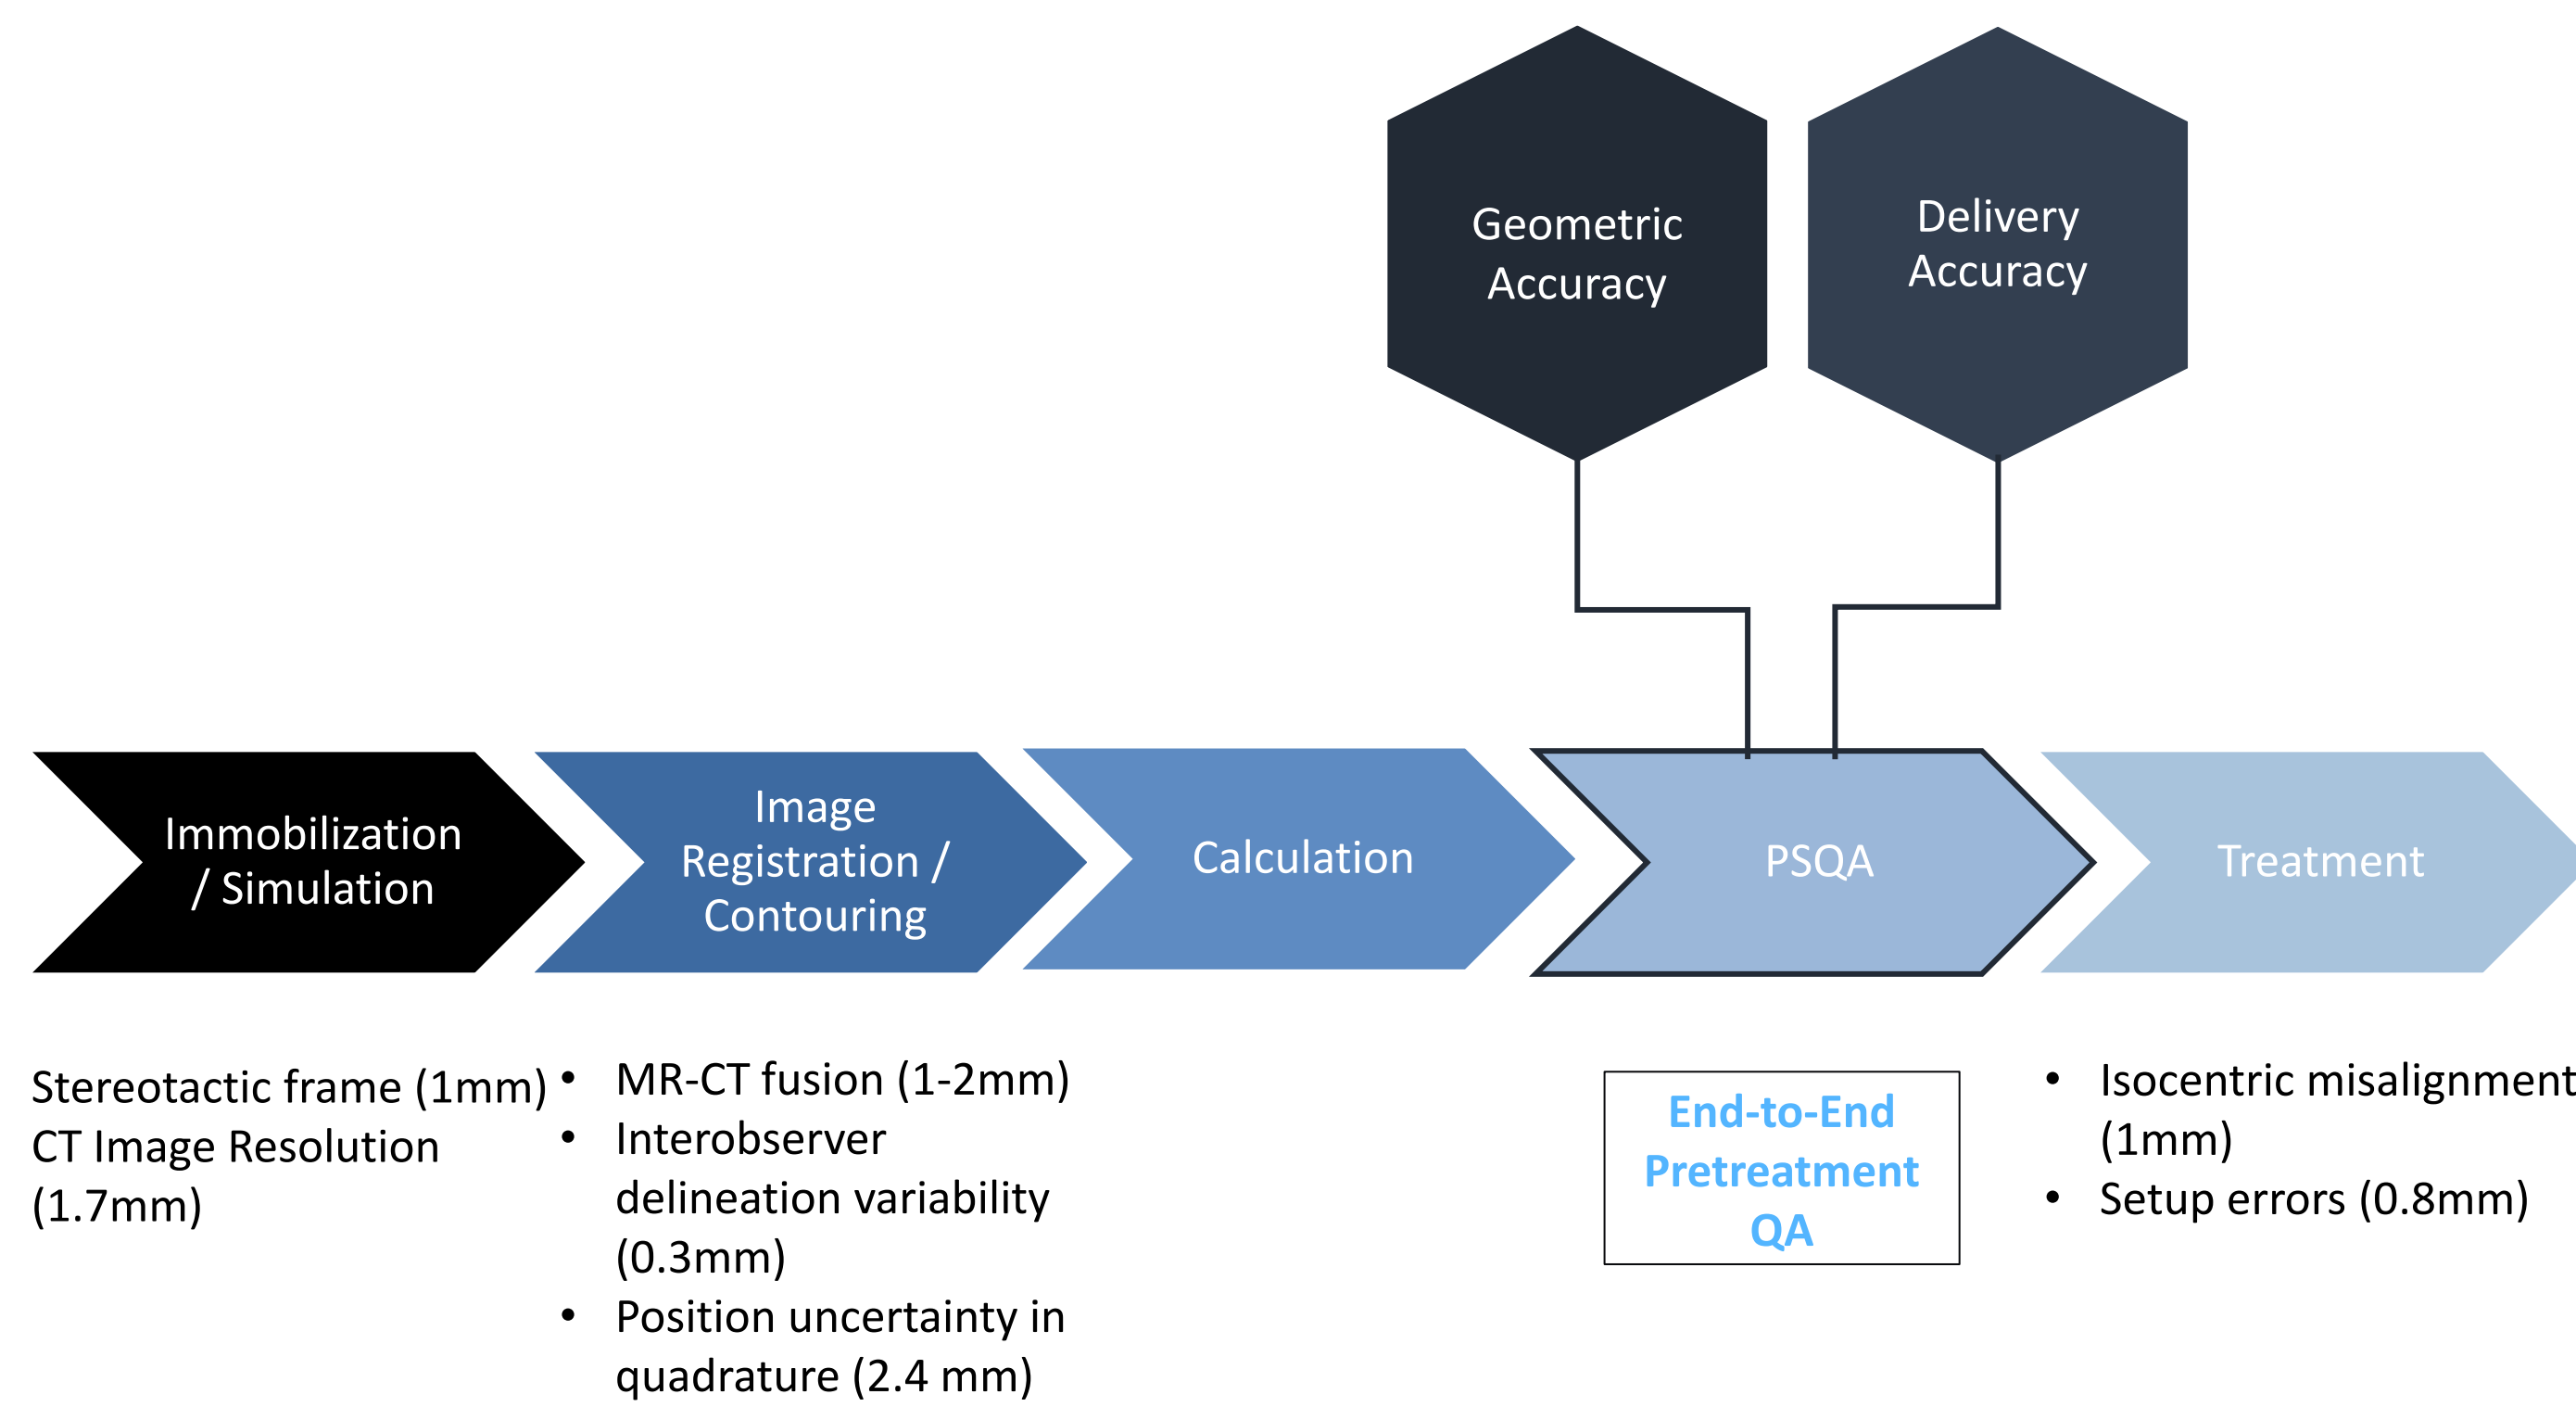 Geometric
Accuracy
Delivery
Accuracy
Immobilization
/ Simulation
Image
Registration /
Contouring
Calculation
PSQA
Treatment
Stereotactic frame (1mm)
CT Image Resolution
(1.7mm)
• MR-CT fusion (1-2mm)
• Interobserver
delineation variability
(0.3mm)
• Position uncertainty in
quadrature (2.4 mm)
End-to-End
Pretreatment
QA
• Isocentric misalignment
(1mm)
• Setup errors (0.8mm)